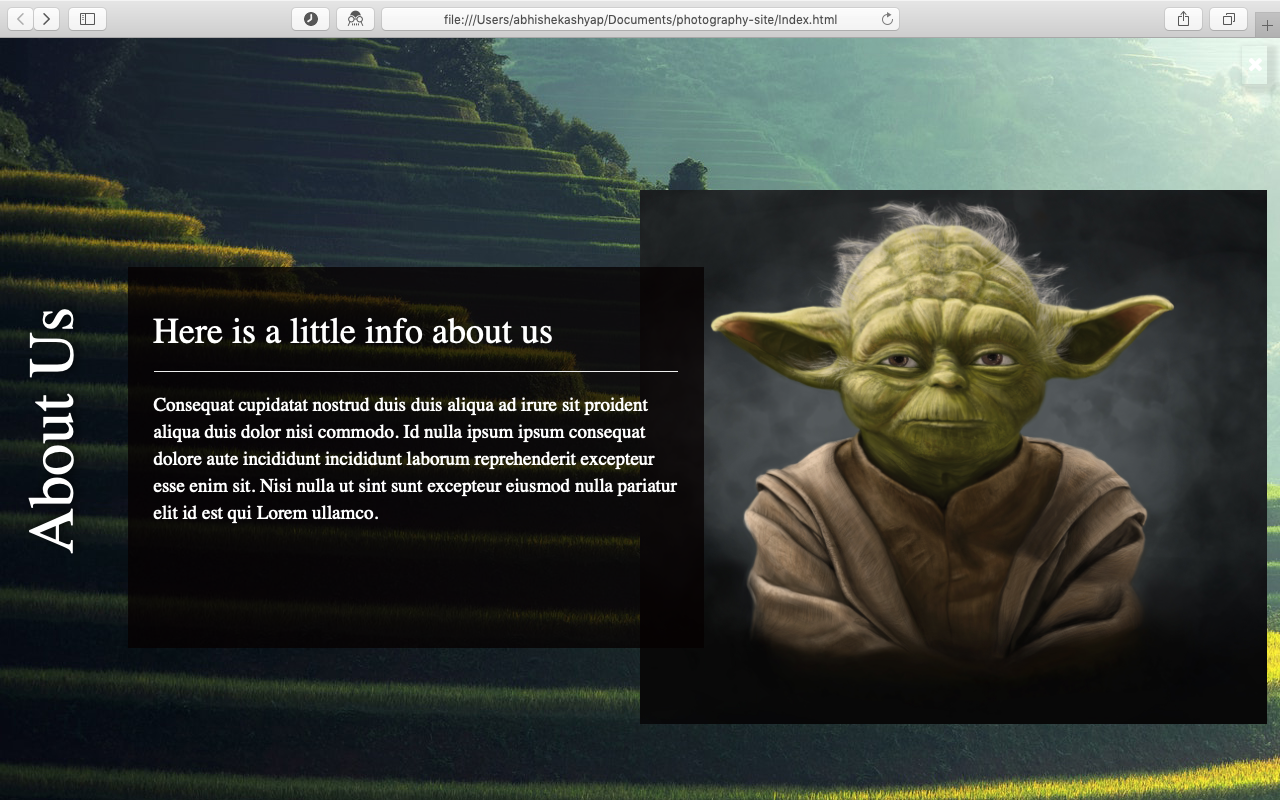 file:///Users/abhishekashyap/Documents/photography-site/Index.html
About Us
Here is a little info about us
Consequat cupidatat nostrud duis duis aliqua ad irure sit proident
aliqua duis dolor nisi commodo. Id nulla ipsum ipsum consequat
dolore aute incididunt incididunt laborum reprehenderit excepteur
esse enim sit. Nisi nulla ut sint sunt excepteur eiusmod nulla pariatur
elit id est qui Lorem ullamco.